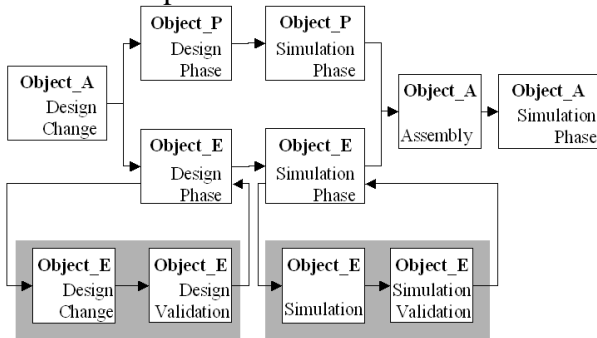 Object_P
Design
Phase
Object_P
Simulation
Phase
Object_A
Design
Change
Object_A
Assembly
Object_A
Simulation
Phase
Object_E
Design
Phase
Object_E
Simulation
Phase
Object_E
Design
Change
Object_E
Design
Validation
Object_E
Simulation
Object_E
Simulation
Validation